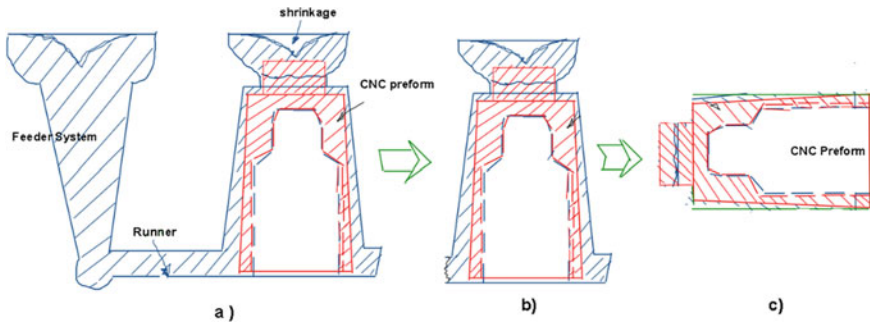 shrinkage
CNC preform
Feeder System
CNC Preform
Runner
a )
b)
c)